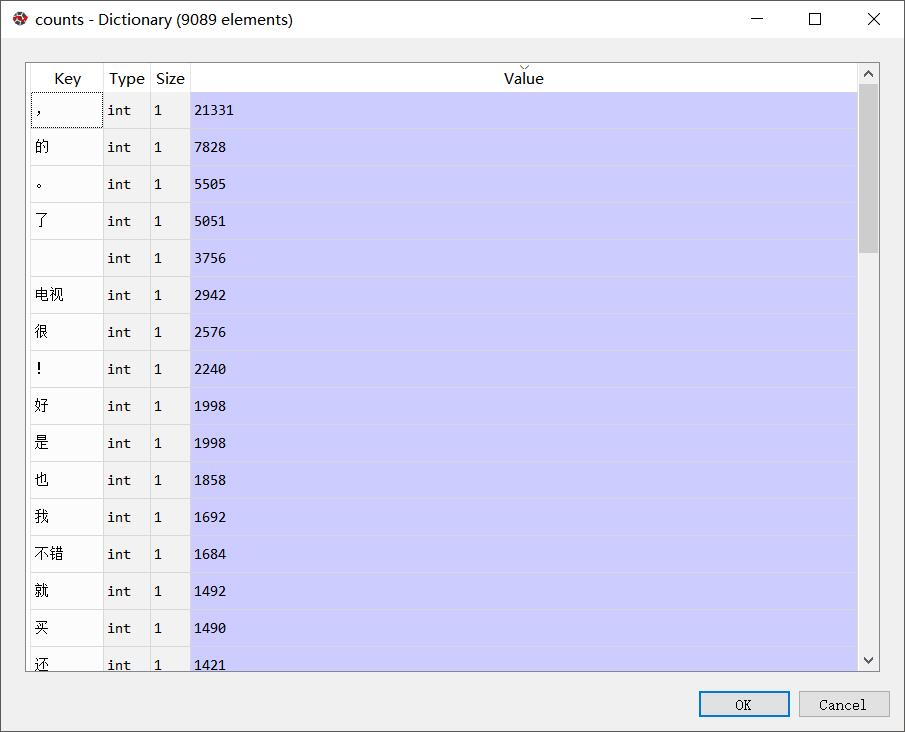 counts - Dictionary (9089 elements)
Key Type Size Value
， int 1 21331
的 int 1 7828
。 int 1 5505
了 int 1 5051
int 1 3756
电视 int 1 2942
很 int 1 2576
！ int 1 2240
好 int 1 1998
是 int 1 1998
也 int 1 1858
我 int 1 1692
不错 int 1 1684
就 int 1 1492
买 int 1 1490
还 int 1 1421
OK Cancel